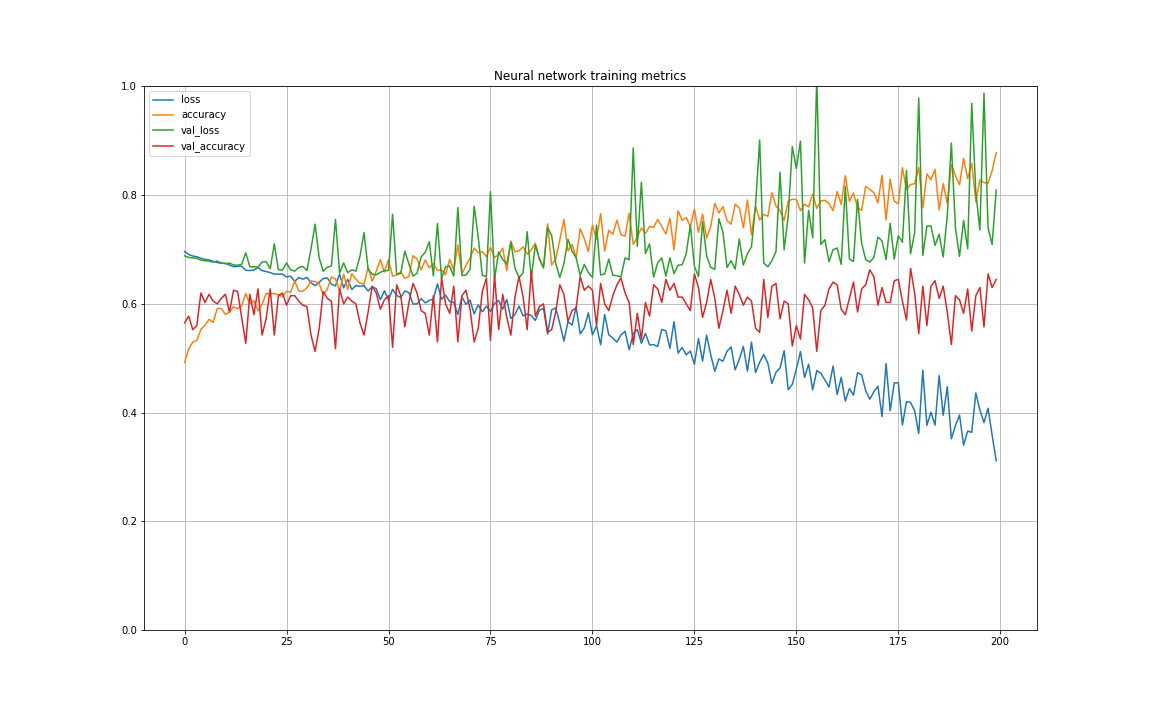 Neural network training metrics
1.0
loss
accuracy
val_loss
val_accuracy
0.8
0.6
0.4
0.2
0.0
0 25 50 75 100 125 150 175 200